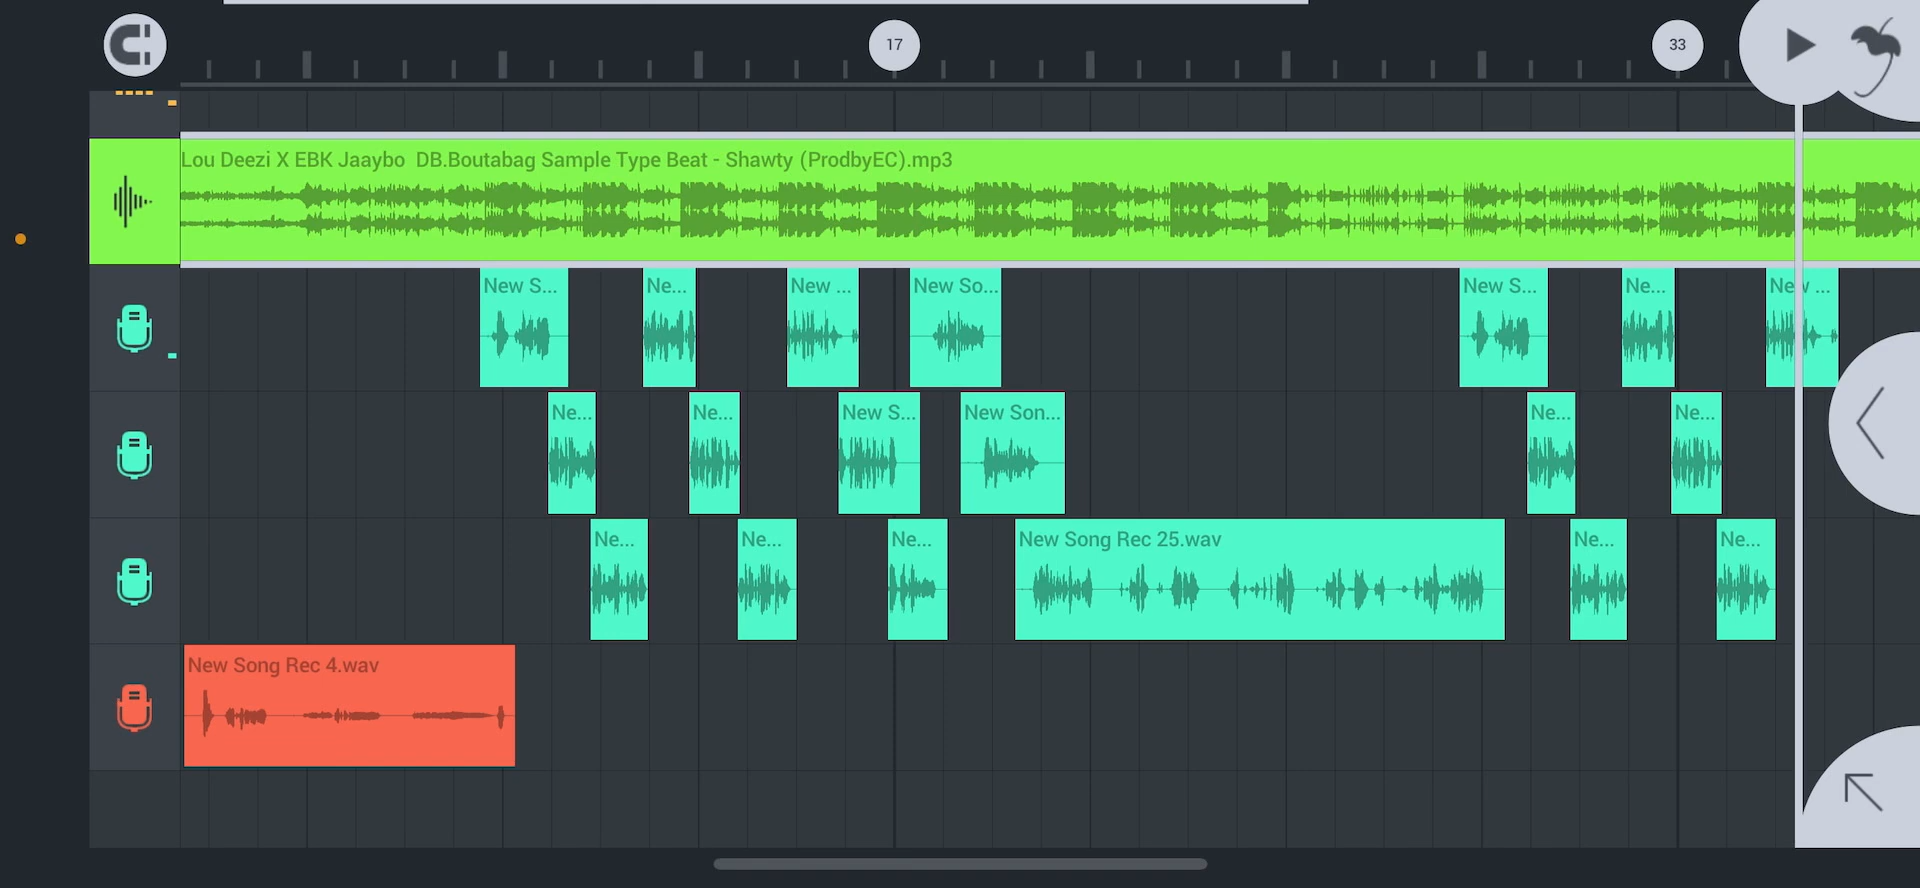 17
33
Lou Deezi X EBK Jaaybo  DB.Boutabag Sample Type Beat - Shawty (ProdbyEC).mp3
New S...
Ne...
New ...
New So...
New S...
Ne...
New ...
Ne...
Ne...
New S...
New Son...
Ne...
Ne...
Ne...
Ne...
Ne...
New Song Rec 25.wav
Ne...
Ne...
New Song Rec 4.wav